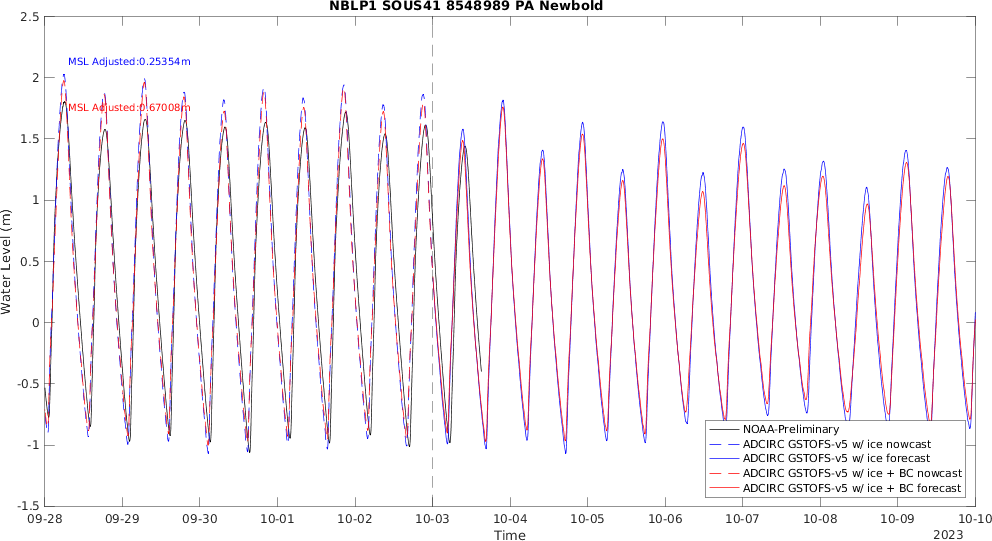 NBLP1 SOUS41 8548989 PA Newbold
2.5
2
1.5
1
0.5
0
-0.5
-1
-1.5
Water Level (m)
MSL Adjusted:0.25354m
MSL Adjusted:0.67008m
NOAA-Preliminary
ADCIRC GSTOFS-v5 w/ ice nowcast
ADCIRC GSTOFS-v5 w/ ice forecast
ADCIRC GSTOFS-v5 w/ ice + BC nowcast
ADCIRC GSTOFS-v5 w/ ice + BC forecast
09-28 09-29 09-30 10-01 10-02 10-03 10-04 10-05 10-06 10-07 10-08 10-09 10-10
Time
2023